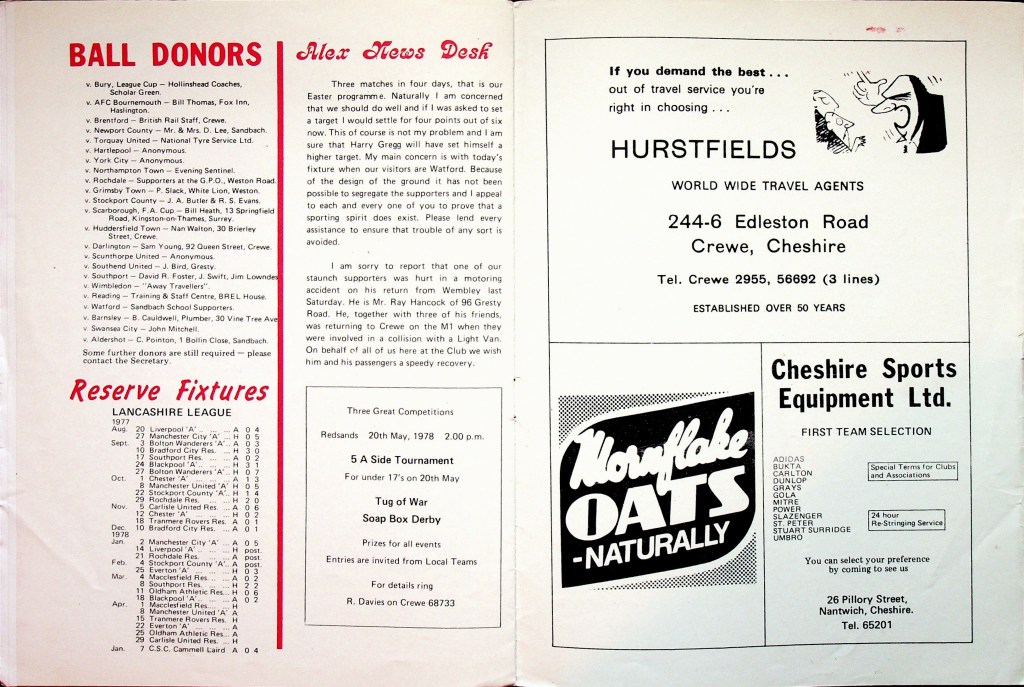 BALL DONORS
v. Bury, League Cup — Hollinshead Coaches,
Scholar Green.
v. AFC Bournemouth — Bill Thomas, Fox Inn,
Haslington.
v. Brentford — British Rail Staff, Crewe.
v. Newport County — Mr. & Mrs. D. Lee, Sandbach.
v. Torquay United — National Tyre Service Ltd.
v. Hartlepool — Anonymous.
v. York City — Anonymous.
v. Northampton Town — Evening Sentinel.
v. Rochdale — Supporters at the G.P.O., Weston Road.
v. Grimsby Town — P. Slack, White Lion, Weston.
v. Stockport County — J. A. Butler & R. S. Evans.
v. Scarborough, F.A. Cup — Bill Heath, 13 Springfield
Road, Kingston-on-Thames, Surrey.
v. Huddersfield Town — Nan Walton, 30 Brierley
Street, Crewe.
v. Darlington — Sam Young, 92 Queen Street, Crewe.
v. Scunthorpe United — Anonymous.
v. Southend United — J. Bird, Gresty.
v. Southport — David R. Foster, J. Swift, Jim Lowndes
v. Wimbledon — "Away Travellers".
v. Reading — Training & Staff Centre, BREL House.
v. Watford — Sandbach School Supporters.
v. Barnsley — B. Cauldwell, Plumber, 30 Vine Tree Ave
v. Swansea City — John Mitchell.
v. Aldershot — C. Pointon, 1 Bollin Close, Sandbach.
Some further donors are still required — please
contact the Secretary.
Reserve Fixtures
LANCASHIRE LEAGUE
1977
Aug. 20 Liverpool 'A' .. ... ... A 0 4
27 Manchester City 'A' ... H 0 5
Sept. 3 Bolton Wanderers 'A' .. A 0 3
10 Bradford City Res. ... H 3 0
17 Southport Res. ... ... A 0 2
24 Blackpool 'A' ... ... H 3 1
27 Bolton Wanderers 'A' .. H 0 7
Oct. 1 Chester 'A' ... ... ... A 1 3
8 Manchester United 'A' H 0 5
22 Stockport County 'A' .. H 1 4
29 Rochdale Res. ... ... H 2 0
Nov. 5 Carlisle United Res. ... A 0 6
12 Chester 'A' ... ... ... H 0 2
18 Tranmere Rovers Res. A 0 1
Dec. 10 Bradford City Res. ... A 0 1
1978
Jan. 2 Manchester City 'A' ... A 0 5
14 Liverpool 'A' ... ... H post.
21 Rochdale Res. ... ... A post.
Feb. 4 Stockport County 'A' .. A post.
25 Everton 'A' ... ... ... H 0 3
Mar. 4 Macclesfield Res. .. ... A 0 2
8 Southport Res. ... ... H 2 2
11 Oldham Athletic Res. ... H 0 6
18 Blackpool 'A' .. ... ... A 0 2
Apr. 1 Macclesfield Res. ... H
8 Manchester United 'A' A
15 Tranmere Rovers Res. H
22 Everton 'A' ... ... ... A
25 Oldham Athletic Res. ... A
29 Carlisle United Res. ... H
Jan. 7 C.S.C. Cammell Laird A 0 4
Alex News Desk
Three matches in four days, that is our
Easter programme. Naturally I am concerned
that we should do well and if I was asked to set
a target I would settle for four points out of six
now. This of course is not my problem and I am
sure that Harry Gregg will have set himself a
higher target. My main concern is with today's
fixture when our visitors are Watford. Because
of the design of the ground it has not been
possible to segregate the supporters and I appeal
to each and every one of you to prove that a
sporting spirit does exist. Please lend every
assistance to ensure that trouble of any sort is
avoided.
I am sorry to report that one of our
staunch supporters was hurt in a motoring
accident on his return from Wembley last
Saturday. He is Mr. Ray Hancock of 96 Gresty
Road. He, together with three of his friends,
was returning to Crewe on the M1 when they
were involved in a collision with a Light Van.
On behalf of all of us here at the Club we wish
him and his passengers a speedy recovery.
Three Great Competitions
Redsands 20th May, 1978 2.00 p.m.
5 A Side Tournament
For under 17's on 20th May
Tug of War
Soap Box Derby
Prizes for all events
Entries are invited from Local Teams
For details ring
R. Davies on Crewe 68733
If you demand the best . . .
out of travel service you're
right in choosing . . .
HURSTFIELDS
WORLD WIDE TRAVEL AGENTS
244-6 Edleston Road
Crewe, Cheshire
Tel. Crewe 2955, 56692 (3 lines)
ESTABLISHED OVER 50 YEARS
Mornflake
OATS
-NATURALLY
Cheshire Sports
Equipment Ltd.
FIRST TEAM SELECTION
ADIDAS
BUKTA
CARLTON
DUNLOP
GRAYS
GOLA
MITRE
POWER
SLAZENGER
ST. PETER
STUART SURRIDGE
UMBRO
Special Terms for Clubs
and Associations
24 hour
Re-Stringing Service
You can select your preference
by coming to see us
26 Pillory Street,
Nantwich, Cheshire.
Tel. 65201